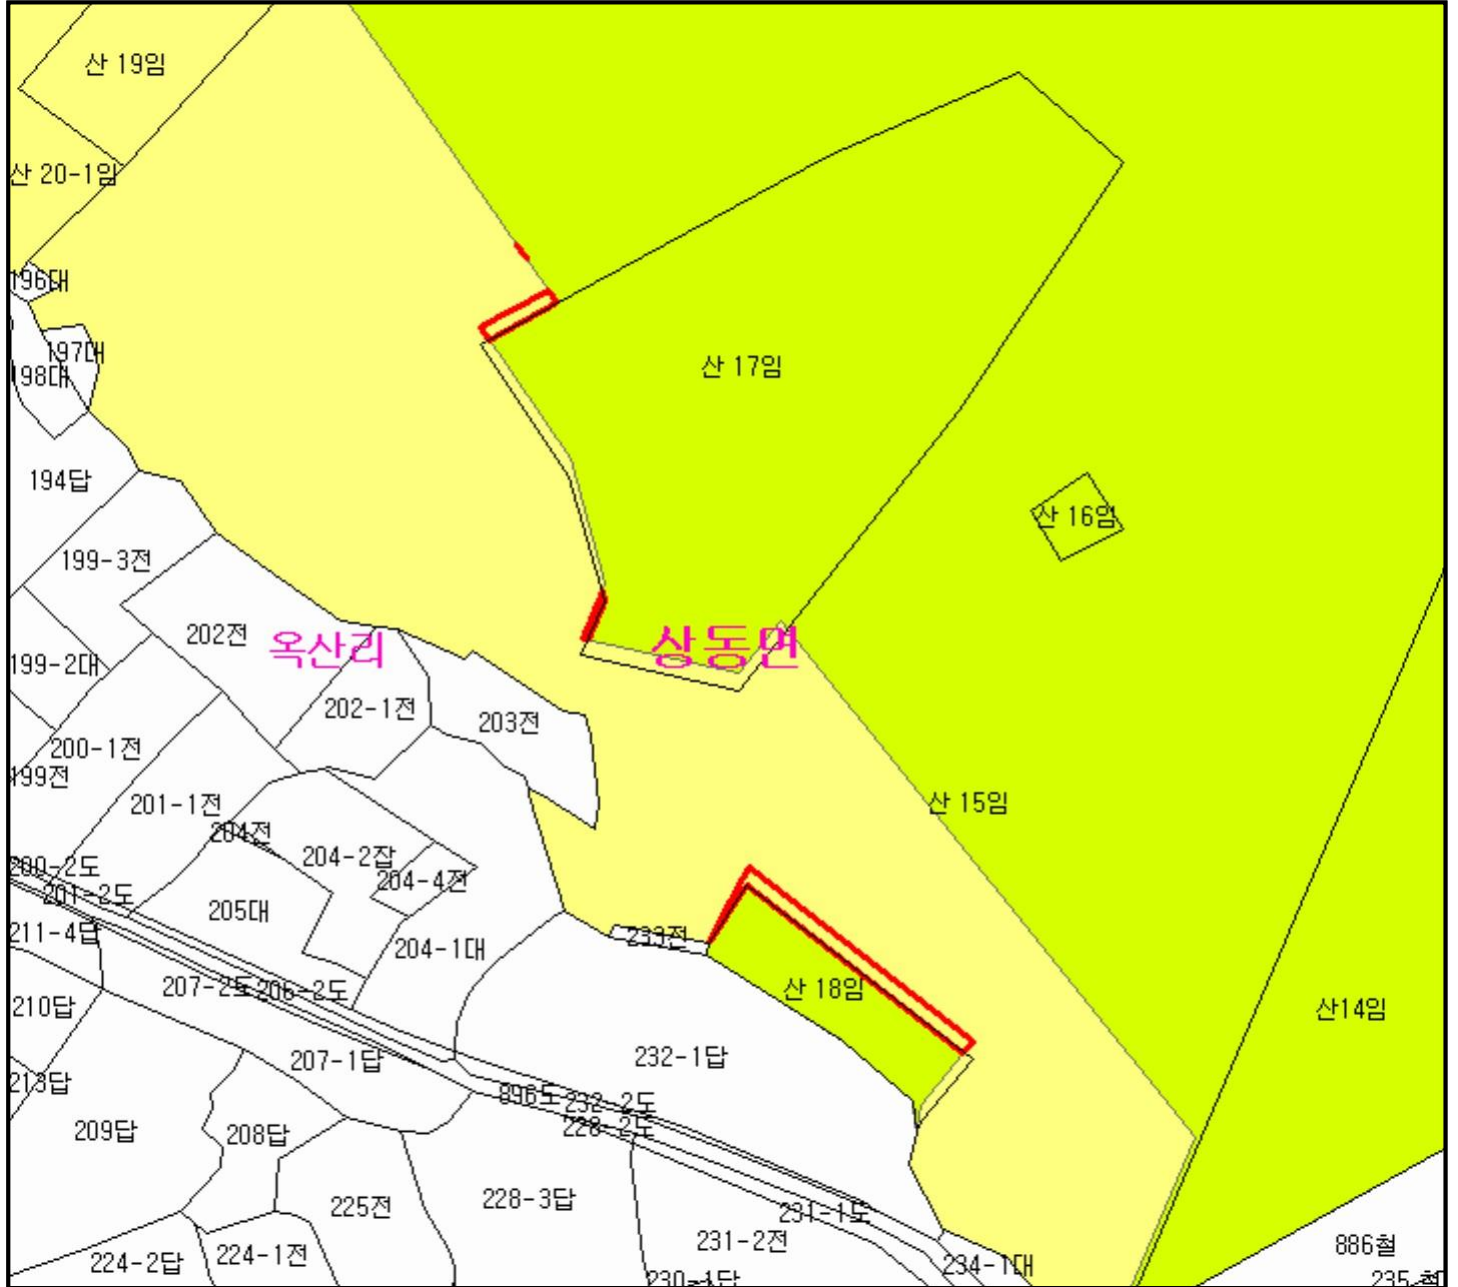 산 19임
산 20-1임
196대
197대
198대
산 17임
194답
산 16임
199-3전
202전
옥산리
상동면
199-2대
202-1전
203전
200-1전
199전
201-1전
산 15임
204전
204-2잡
200-2도
204-4전
201-2도
205대
211-4답
204-1대
233전
207-2도
206-2도
산 18임
210답
산14임
207-1답
232-1답
213답
896도
232-2도
228-2도
209답
208답
225전
228-3답
231-1도
231-2전
224-2답
224-1전
234-1대
886철
230-1답
235-철